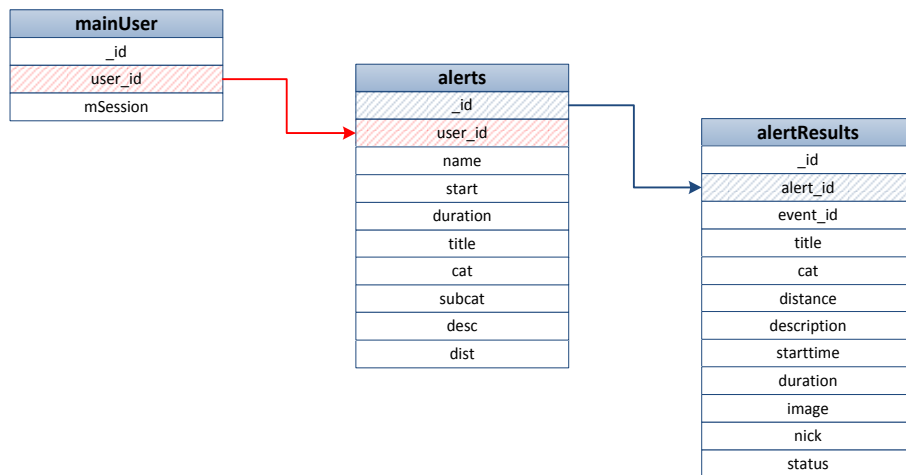 mainUser
_id
user_id
mSession
alerts
_id
user_id
name
start
duration
title
cat
subcat
desc
dist
alertResults
_id
alert_id
event_id
title
cat
distance
description
starttime
duration
image
nick
status